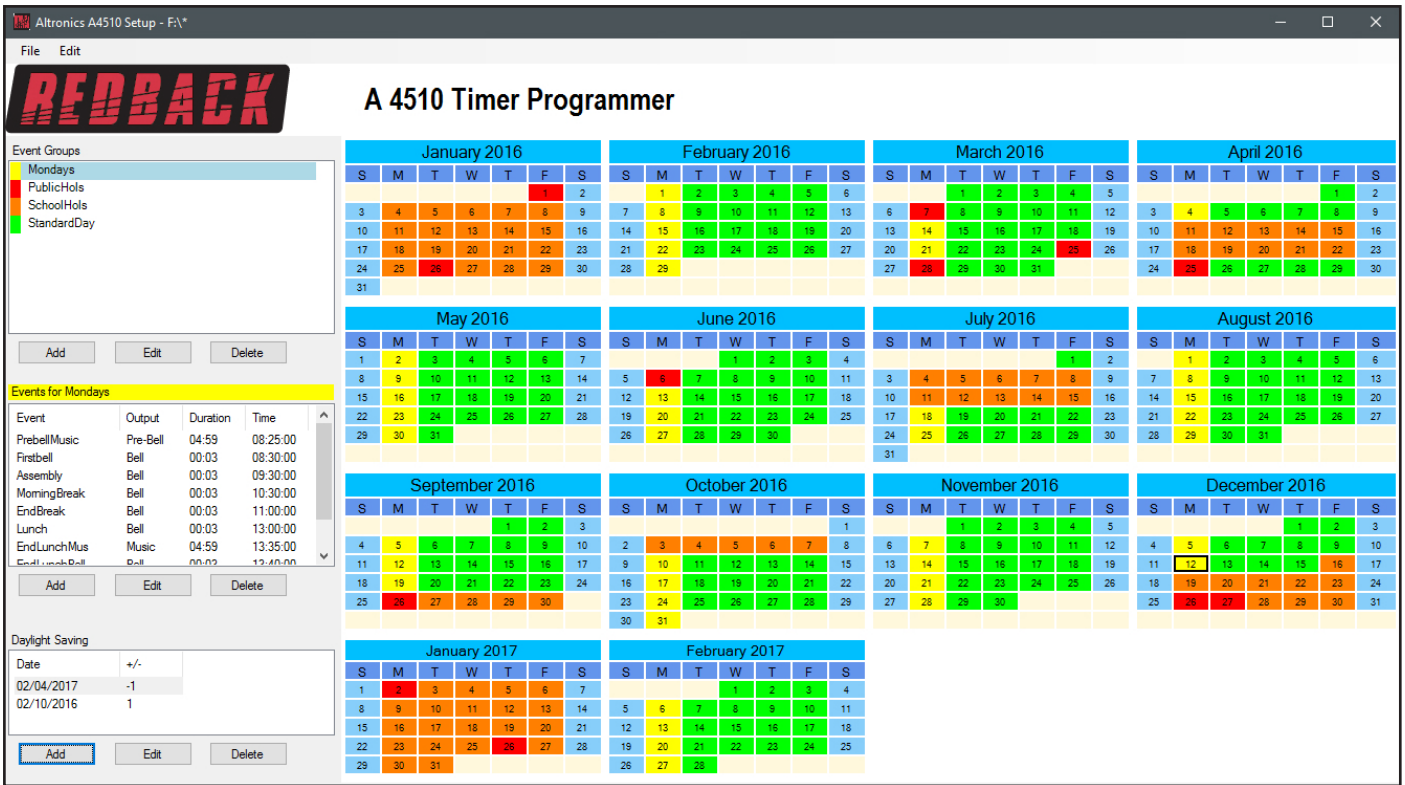 Altronics A4510 Setup - F:\*
File Edit
REDBACK
A 4510 Timer Programmer
Event Groups
Mondays
PublicHols
SchoolHols
StandardDay
Add Edit Delete
Events for Mondays
Event Output Duration Time
PrebellMusic Pre-Bell 04:59 08:25:00
Firstbell Bell 00:03 08:30:00
Assembly Bell 00:03 09:30:00
MorningBreak Bell 00:03 10:30:00
EndBreak Bell 00:03 11:00:00
Lunch Bell 00:03 13:00:00
EndLunchMus Music 04:59 13:35:00
EndLunchBell Bell
Add Edit Delete
Daylight Saving
Date +/-
02/04/2017 -1
02/10/2016 1
Add Edit Delete
January 2016
S M T W T F S
1 2
3 4 5 6 7 8 9
10 11 12 13 14 15 16
17 18 19 20 21 22 23
24 25 26 27 28 29 30
31
February 2016
S M T W T F S
1 2 3 4 5 6
7 8 9 10 11 12 13
14 15 16 17 18 19 20
21 22 23 24 25 26 27
28 29
March 2016
S M T W T F S
1 2 3 4 5
6 7 8 9 10 11 12
13 14 15 16 17 18 19
20 21 22 23 24 25 26
27 28 29 30 31
April 2016
S M T W T F S
1 2
3 4 5 6 7 8 9
10 11 12 13 14 15 16
17 18 19 20 21 22 23
24 25 26 27 28 29 30
May 2016
S M T W T F S
1 2 3 4 5 6 7
8 9 10 11 12 13 14
15 16 17 18 19 20 21
22 23 24 25 26 27 28
29 30 31
June 2016
S M T W T F S
1 2 3 4
5 6 7 8 9 10 11
12 13 14 15 16 17 18
19 20 21 22 23 24 25
26 27 28 29 30
July 2016
S M T W T F S
1 2
3 4 5 6 7 8 9
10 11 12 13 14 15 16
17 18 19 20 21 22 23
24 25 26 27 28 29 30
31
August 2016
S M T W T F S
1 2 3 4 5 6
7 8 9 10 11 12 13
14 15 16 17 18 19 20
21 22 23 24 25 26 27
28 29 30 31
September 2016
S M T W T F S
1 2 3
4 5 6 7 8 9 10
11 12 13 14 15 16 17
18 19 20 21 22 23 24
25 26 27 28 29 30
October 2016
S M T W T F S
1
2 3 4 5 6 7 8
9 10 11 12 13 14 15
16 17 18 19 20 21 22
23 24 25 26 27 28 29
30 31
November 2016
S M T W T F S
1 2 3 4 5
6 7 8 9 10 11 12
13 14 15 16 17 18 19
20 21 22 23 24 25 26
27 28 29 30
December 2016
S M T W T F S
1 2 3
4 5 6 7 8 9 10
11 12 13 14 15 16 17
18 19 20 21 22 23 24
25 26 27 28 29 30 31
January 2017
S M T W T F S
1 2 3 4 5 6 7
8 9 10 11 12 13 14
15 16 17 18 19 20 21
22 23 24 25 26 27 28
29 30 31
February 2017
S M T W T F S
1 2 3 4
5 6 7 8 9 10 11
12 13 14 15 16 17 18
19 20 21 22 23 24 25
26 27 28